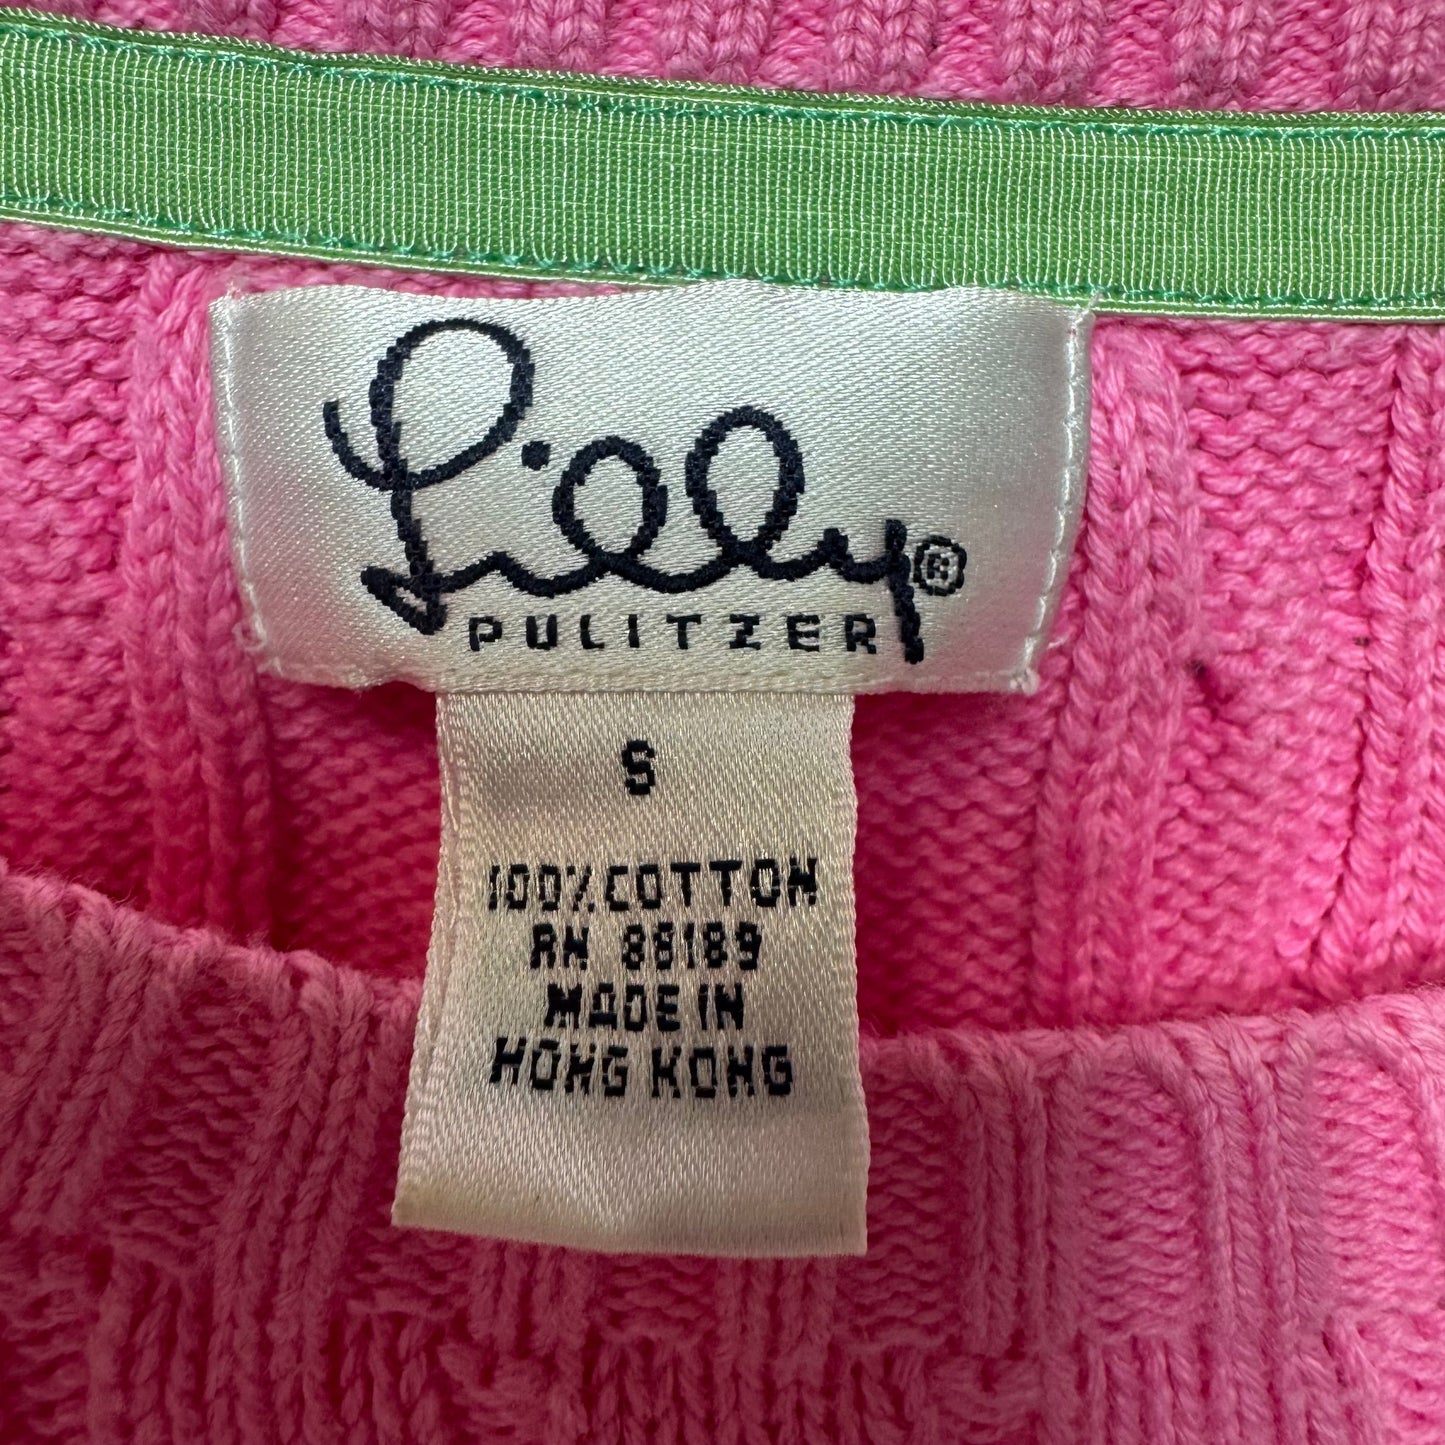 Lilly®
PULITZER
S
100% COTTON
RN 88189
MADE IN
HONG KONG